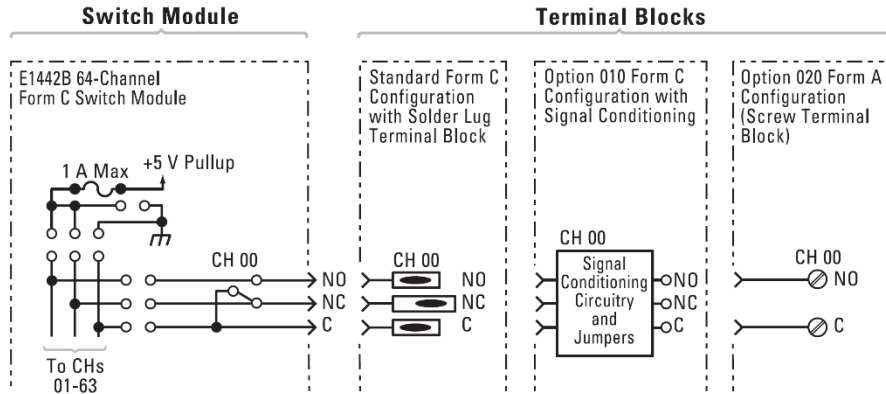 Switch Module
Terminal Blocks
E1442B 64-Channel
Form C Switch Module
1 A Max
+5 V Pullup
CH 00
NO
NC
C
To CHs
01-63
Standard Form C
Configuration
with Solder Lug
Terminal Block
CH 00
NO
NC
C
Option 010 Form C
Configuration with
Signal Conditioning
CH 00
Signal
Conditioning
Circuitry
and
Jumpers
NO
NC
C
Option 020 Form A
Configuration
(Screw Terminal
Block)
CH 00
NO
C